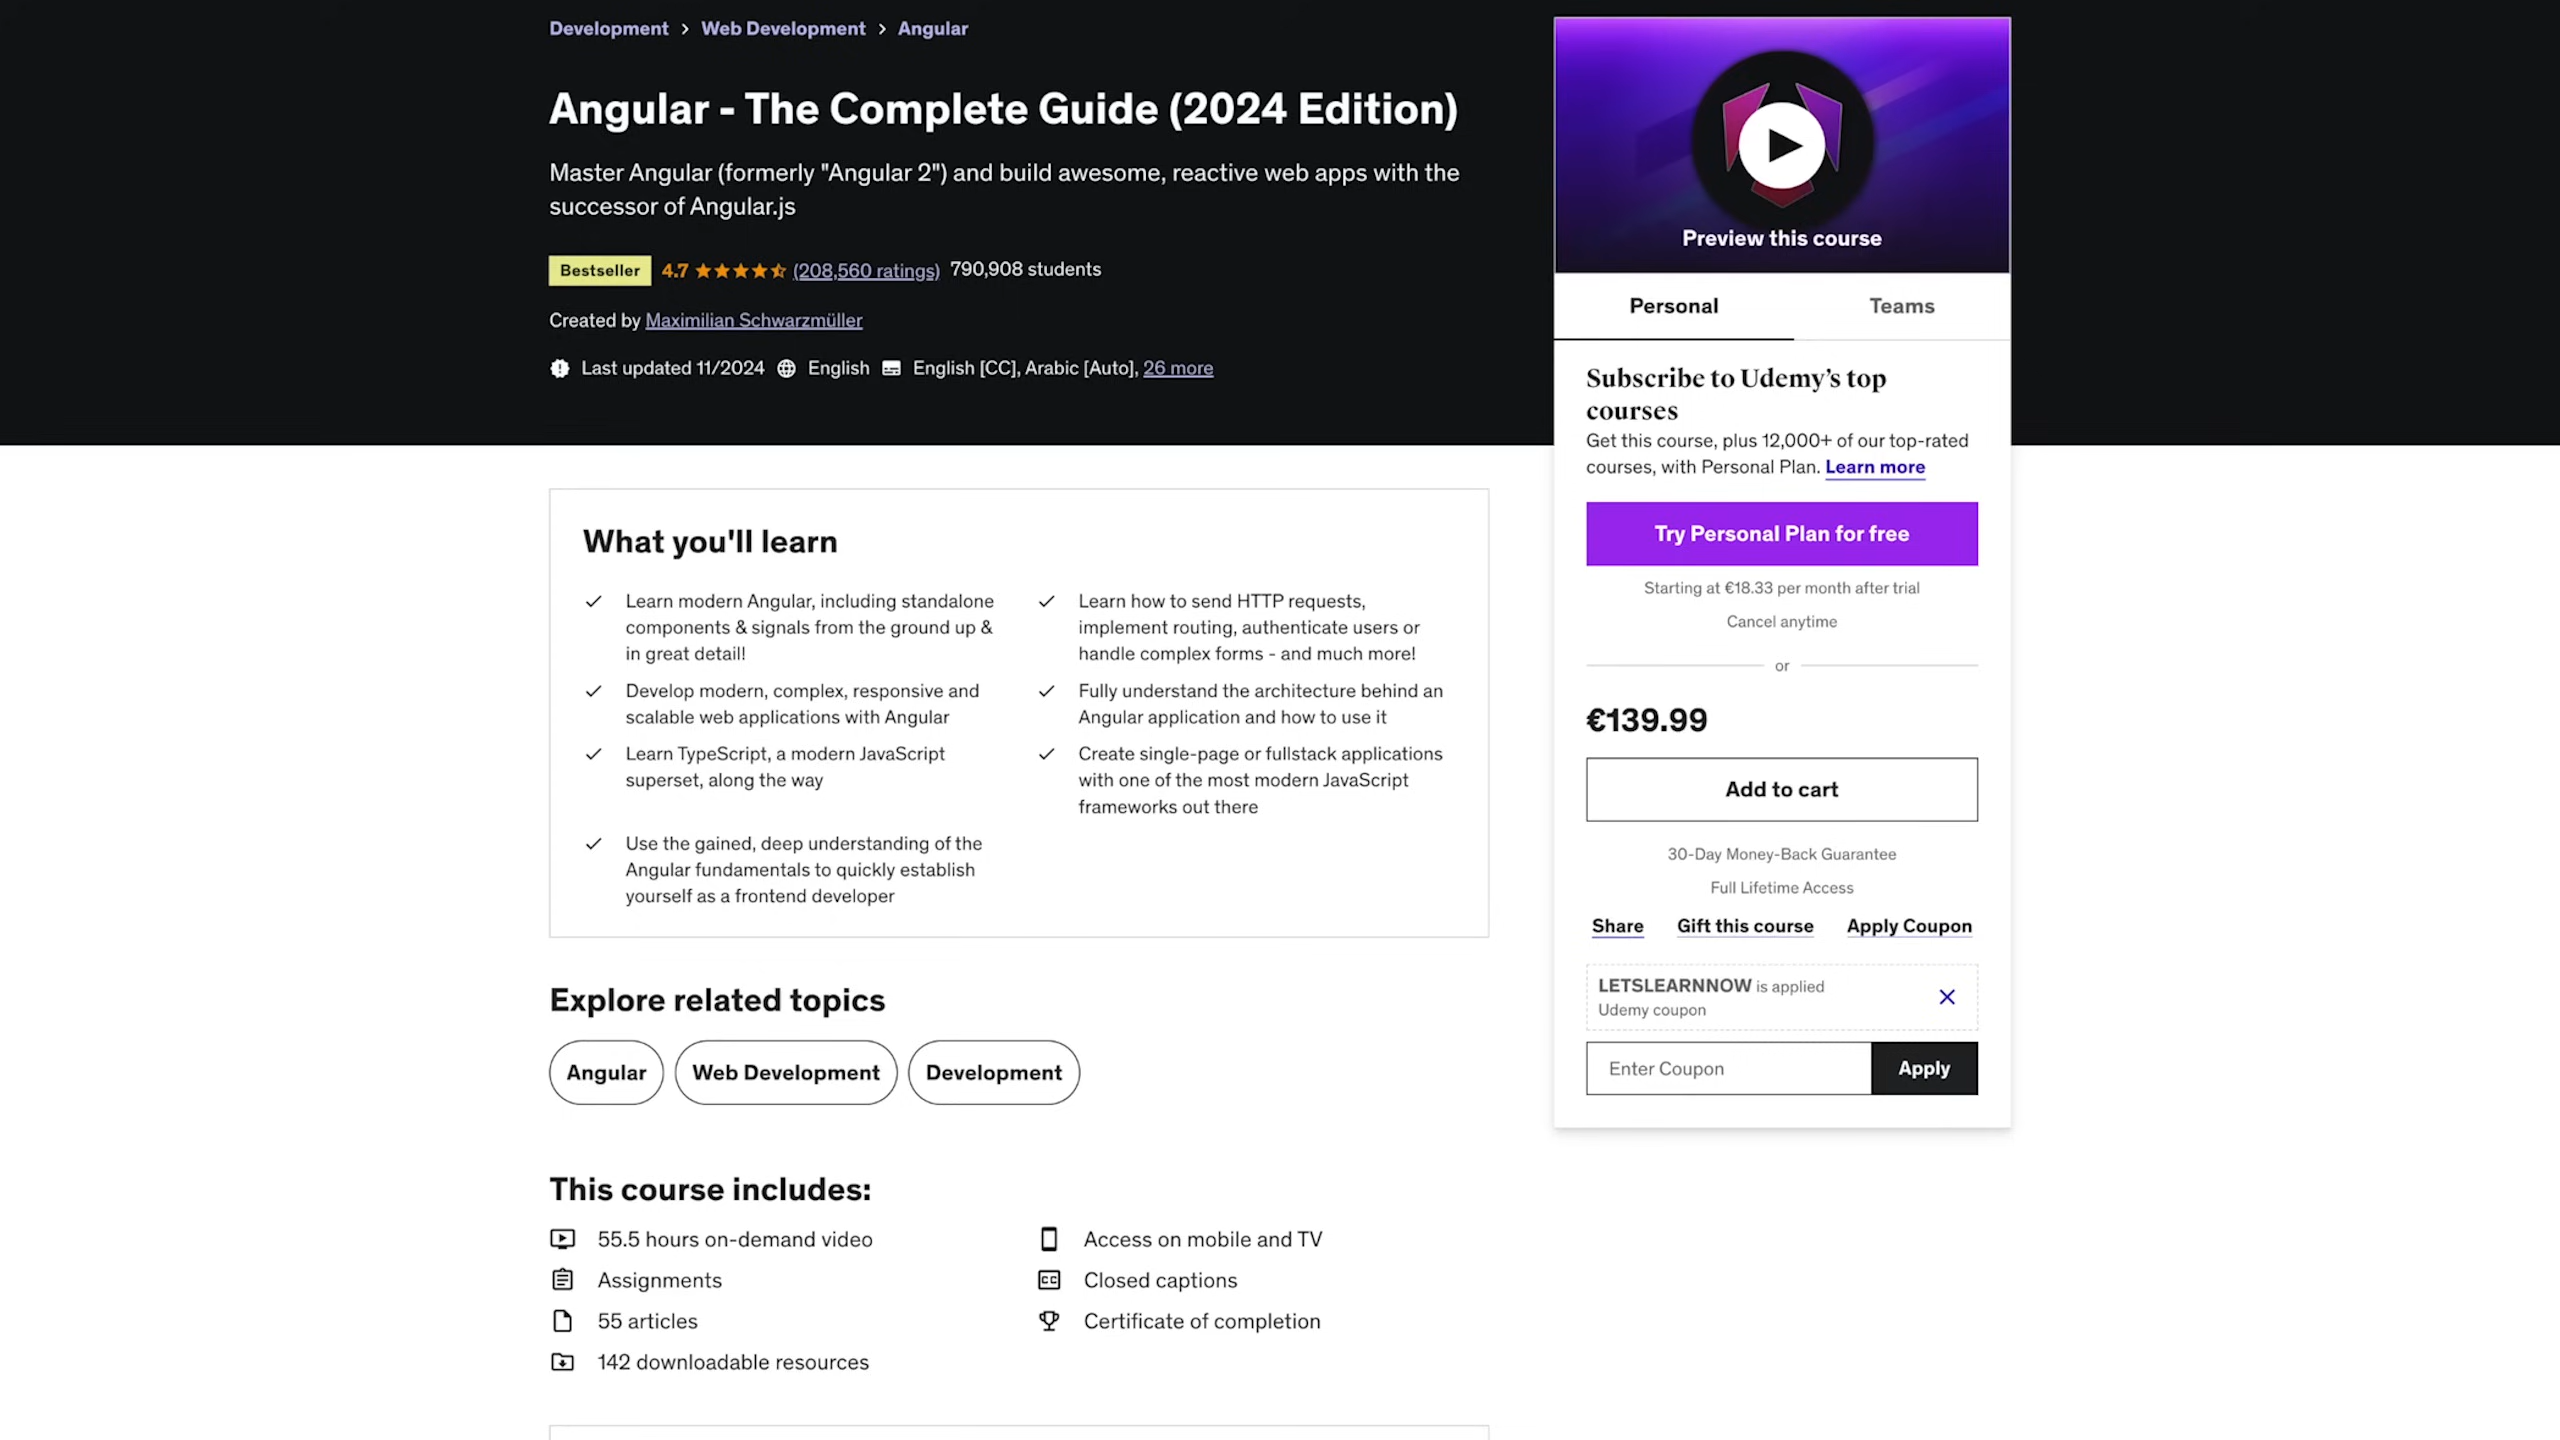 Development > Web Development > Angular
Angular - The Complete Guide (2024 Edition)
Master Angular (formerly "Angular 2") and build awesome, reactive web apps with the
successor of Angular.js
Bestseller 4.7 (208,560 ratings) 790,908 students
Created by Maximilian Schwarzmüller
Last updated 11/2024 English English [CC], Arabic [Auto], 26 more
Preview this course
Personal Teams
Subscribe to Udemy’s top
courses
Get this course, plus 12,000+ of our top-rated
courses, with Personal Plan. Learn more
Try Personal Plan for free
Starting at €18.33 per month after trial
Cancel anytime
or
€139.99
Add to cart
30-Day Money-Back Guarantee
Full Lifetime Access
Share Gift this course Apply Coupon
LETSLEARNNOW is applied
Udemy coupon
Enter Coupon Apply
What you'll learn
Learn modern Angular, including standalone
components & signals from the ground up &
in great detail!
Learn how to send HTTP requests,
implement routing, authenticate users or
handle complex forms - and much more!
Develop modern, complex, responsive and
scalable web applications with Angular
Fully understand the architecture behind an
Angular application and how to use it
Learn TypeScript, a modern JavaScript
superset, along the way
Create single-page or fullstack applications
with one of the most modern JavaScript
frameworks out there
Use the gained, deep understanding of the
Angular fundamentals to quickly establish
yourself as a frontend developer
Explore related topics
Angular Web Development Development
This course includes:
55.5 hours on-demand video
Assignments
55 articles
142 downloadable resources
Access on mobile and TV
Closed captions
Certificate of completion